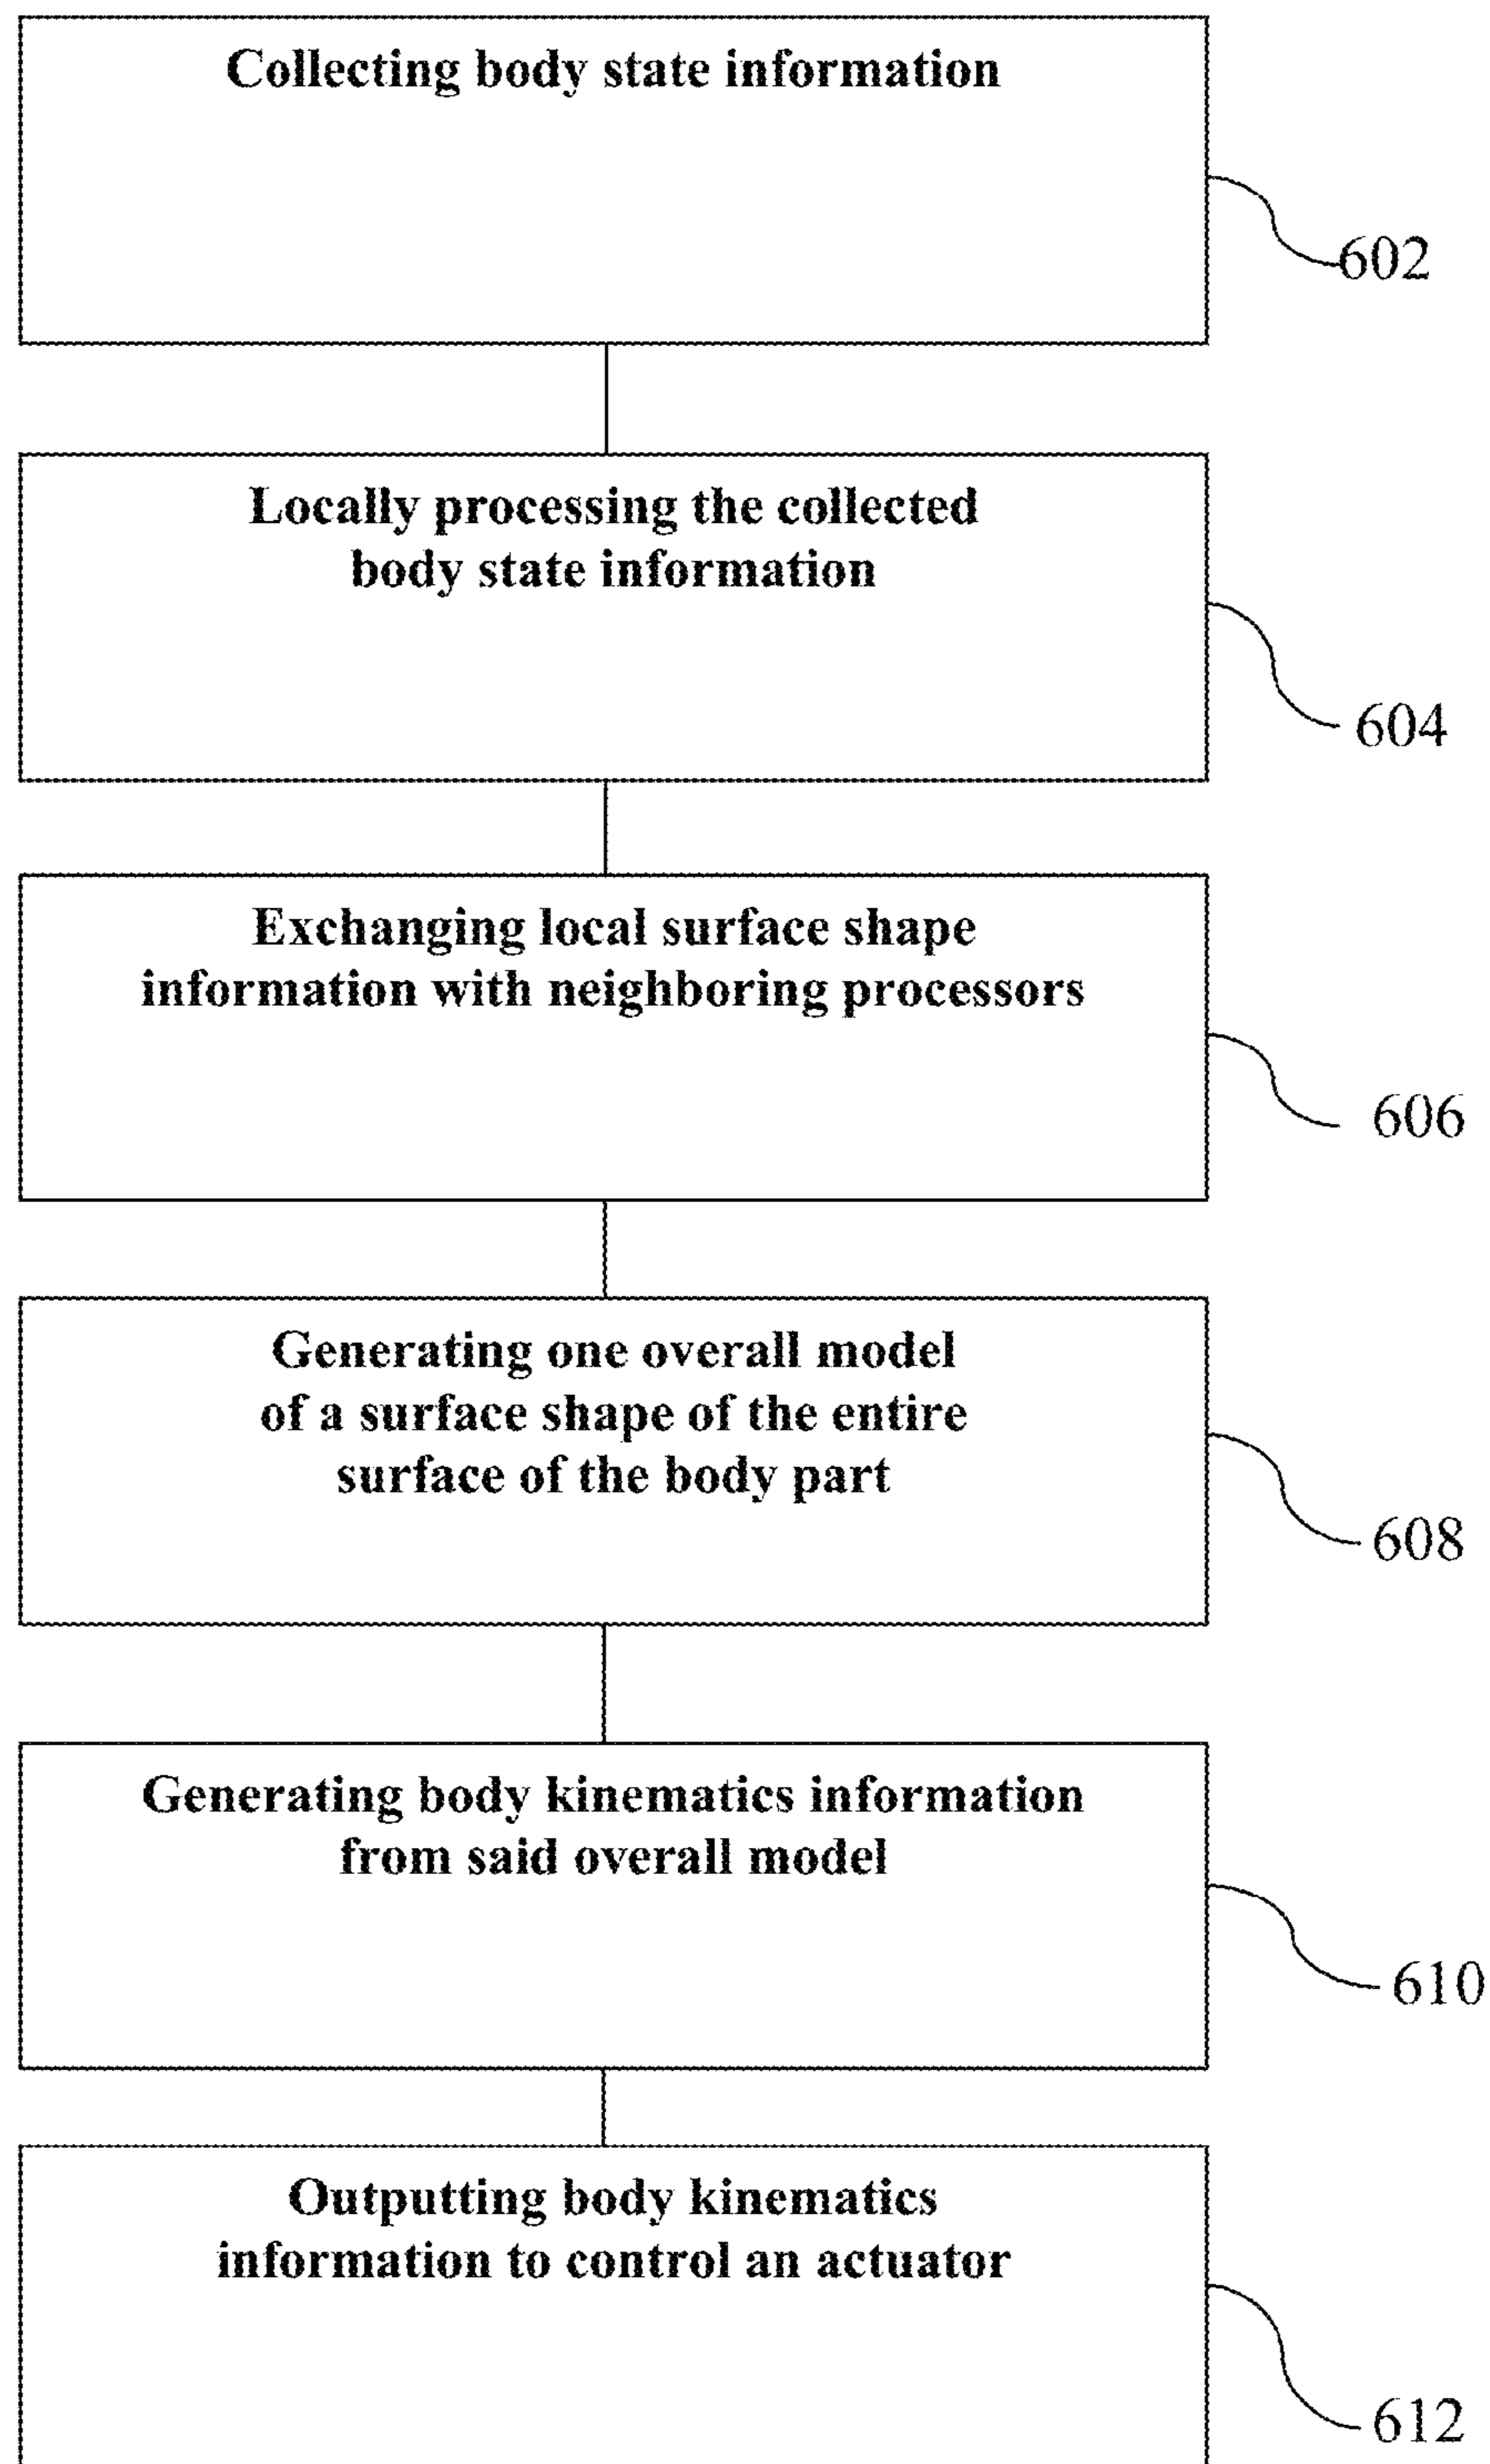 Collecting body state information
602
Locally processing the collected
body state information
604
Exchanging local surface shape
information with neighboring processors
606
Generating one overall model
of a surface shape of the entire
surface of the body part
608
Generating body kinematics information
from said overall model
610
Outputting body kinematics
information to control an actuator
612